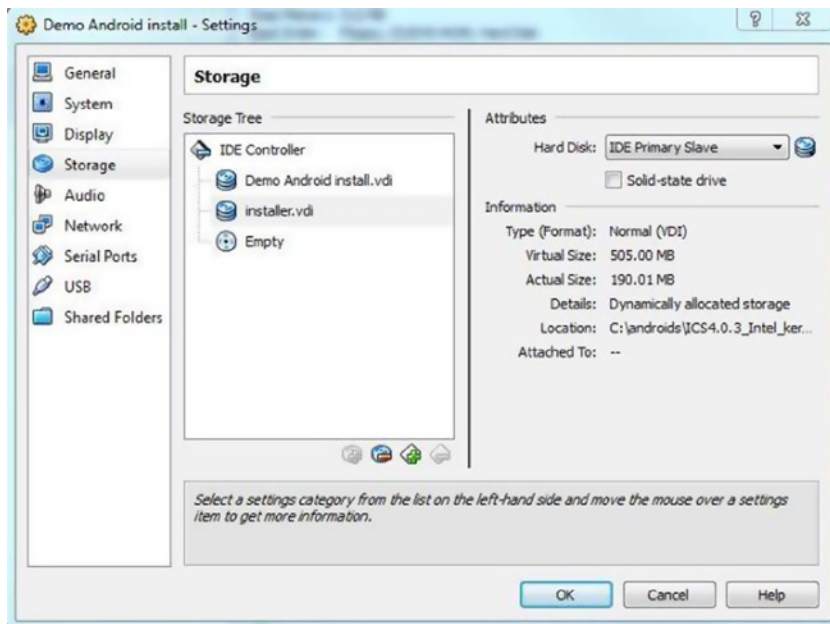 Demo Android install - Settings
General
System
Display
Storage
Audio
Network
Serial Ports
USB
Shared Folders
Storage
Storage Tree
IDE Controller
Demo Android install.vdi
installer.vdi
Empty
Attributes
Hard Disk: IDE Primary Slave
Solid-state drive
Information
Type (Format): Normal (VDI)
Virtual Size: 505.00 MB
Actual Size: 190.01 MB
Details: Dynamically allocated storage
Location: C:\androids\ICS4.0.3_Intel_ker...
Attached To: --
Select a settings category from the list on the left-hand side and move the mouse over a settings
item to get more information.
OK
Cancel
Help